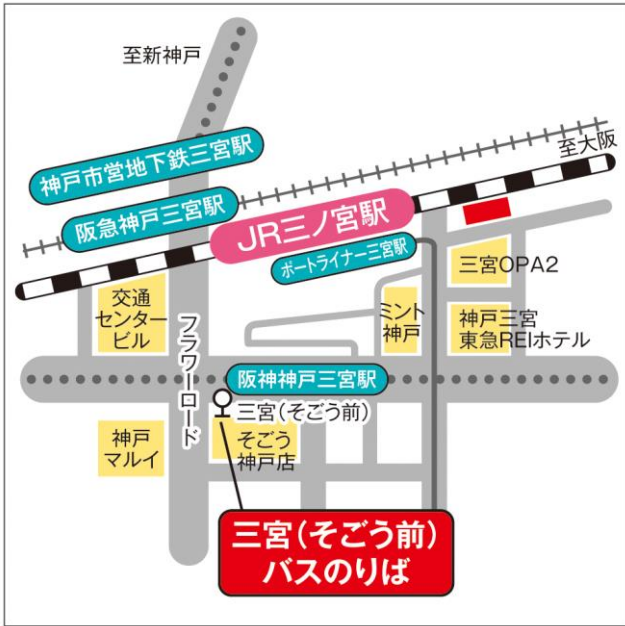 至新神戸
至大阪
神戸市営地下鉄三宮駅
阪急神戸三宮駅
JR三ノ宮駅
ポートライナー三宮駅
三宮OPA2
交通
センター
ビル
フラワーロード
ミント
神戸
神戸三宮
東急REIホテル
阪神神戸三宮駅
三宮(そごう前)
神戸
マルイ
そごう
神戸店
三宮(そごう前)
バスのりば